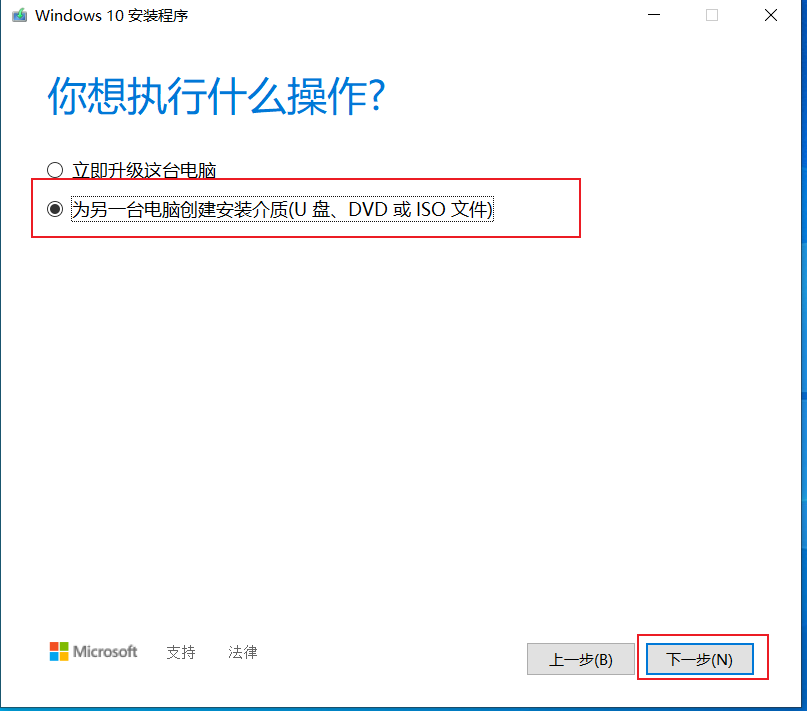 Windows 10 安装程序
你想执行什么操作?
立即升级这台电脑
为另一台电脑创建安装介质(U 盘、DVD 或 ISO 文件)
Microsoft 支持 法律 上一步(B) 下一步(N)